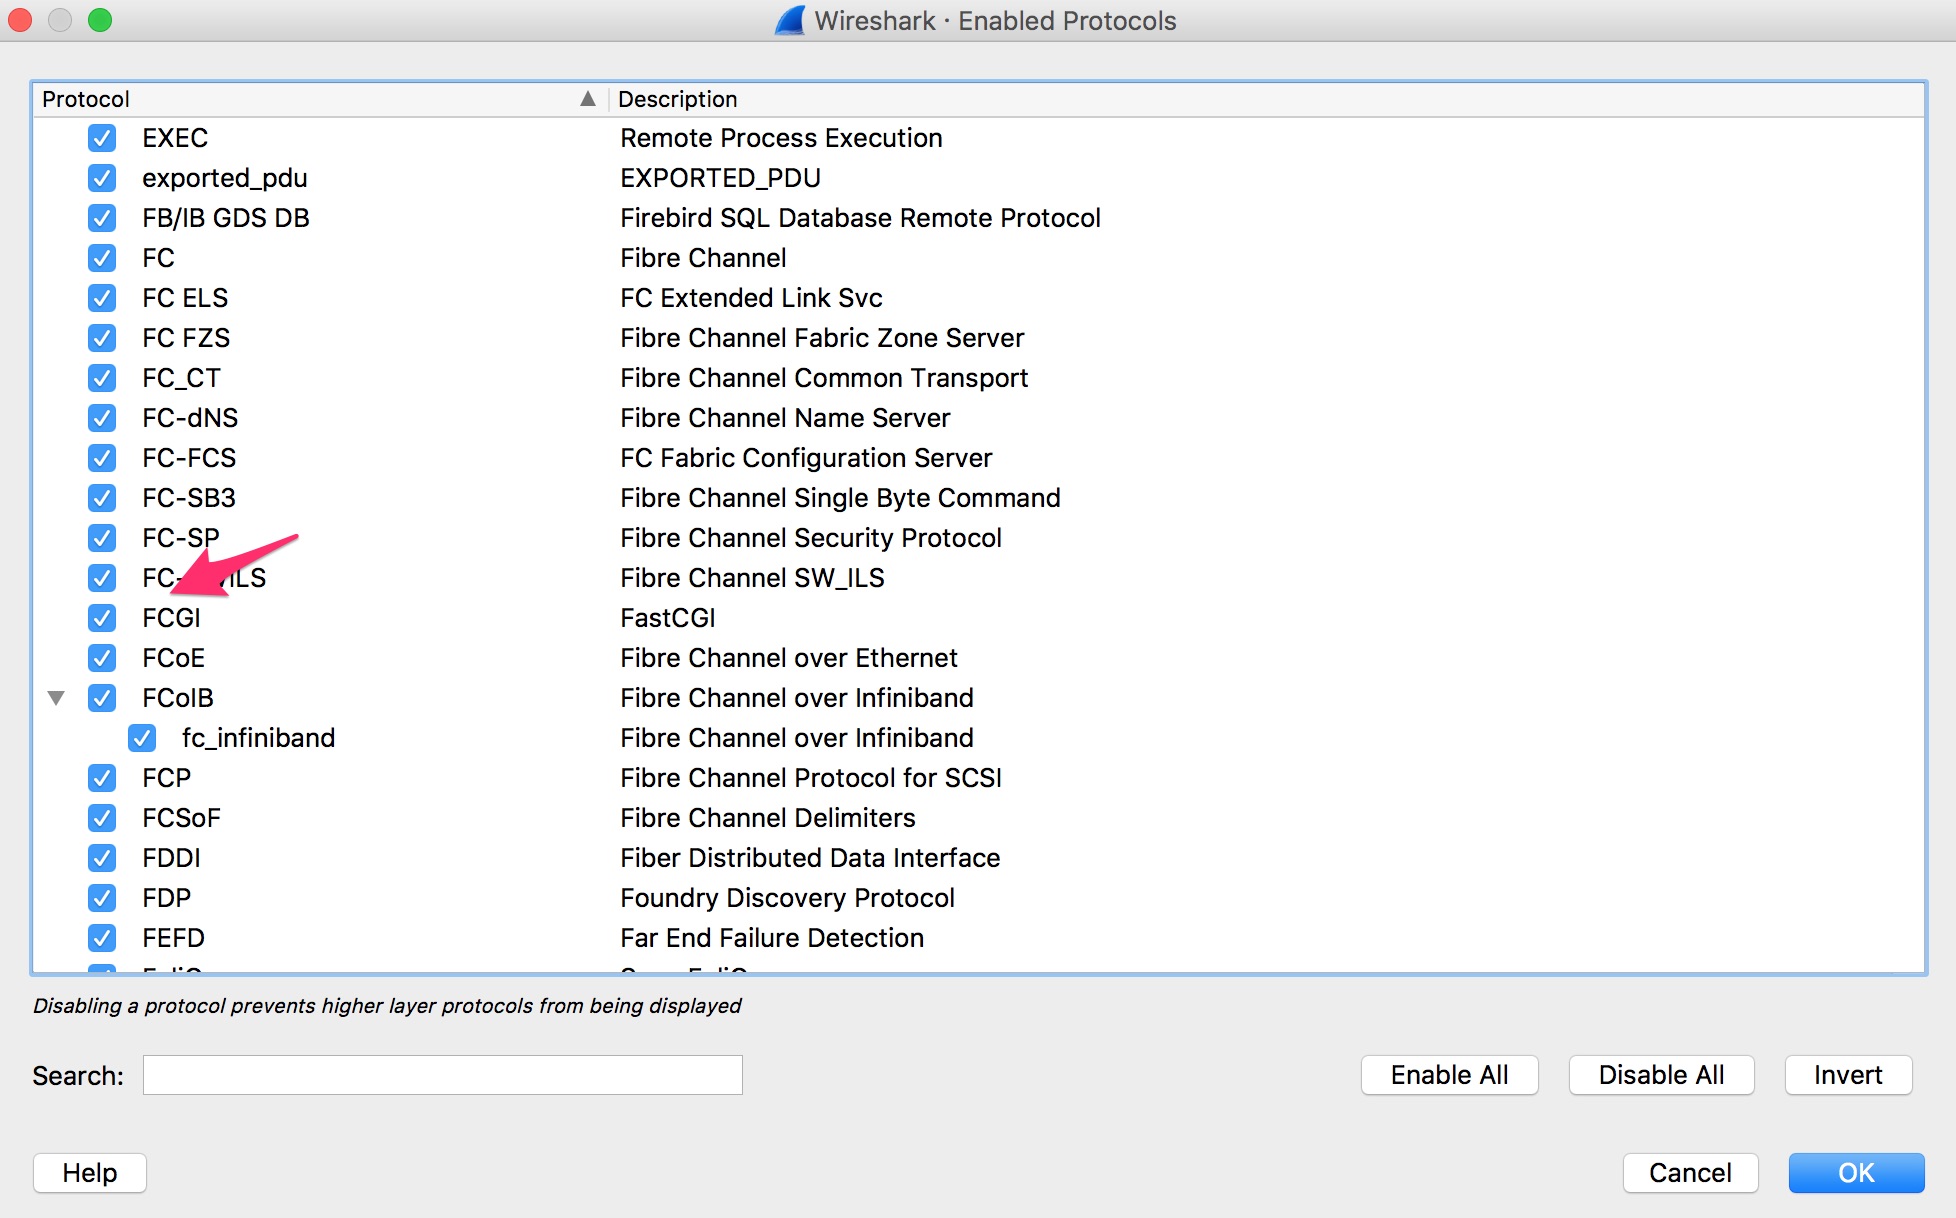 Wireshark · Enabled Protocols
Protocol Description
EXEC Remote Process Execution
exported_pdu EXPORTED_PDU
FB/IB GDS DB Firebird SQL Database Remote Protocol
FC Fibre Channel
FC ELS FC Extended Link Svc
FC FZS Fibre Channel Fabric Zone Server
FC_CT Fibre Channel Common Transport
FC-dNS Fibre Channel Name Server
FC-FCS FC Fabric Configuration Server
FC-SB3 Fibre Channel Single Byte Command
FC-SP Fibre Channel Security Protocol
Fibre Channel SW_ILS
FCGI FastCGI
FCoE Fibre Channel over Ethernet
FCoIB Fibre Channel over Infiniband
fc_infiniband Fibre Channel over Infiniband
FCP Fibre Channel Protocol for SCSI
FCSoF Fibre Channel Delimiters
FDDI Fiber Distributed Data Interface
FDP Foundry Discovery Protocol
FEFD Far End Failure Detection
Disabling a protocol prevents higher layer protocols from being displayed
Search:
Enable All Disable All Invert
Help Cancel OK